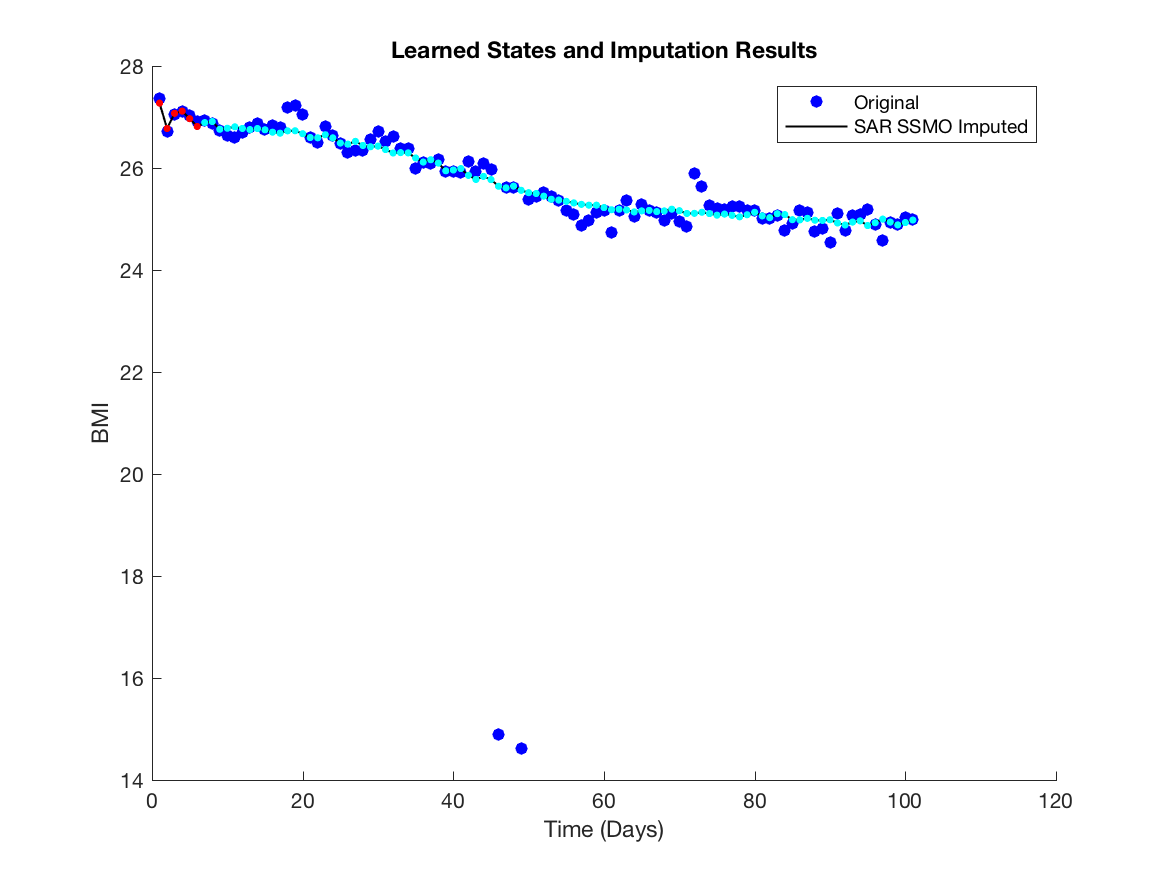 Learned States and Imputation Results
Original
SAR SSMO Imputed
BMI
28
26
24
22
20
18
16
14
0 20 40 60 80 100 120
Time (Days)